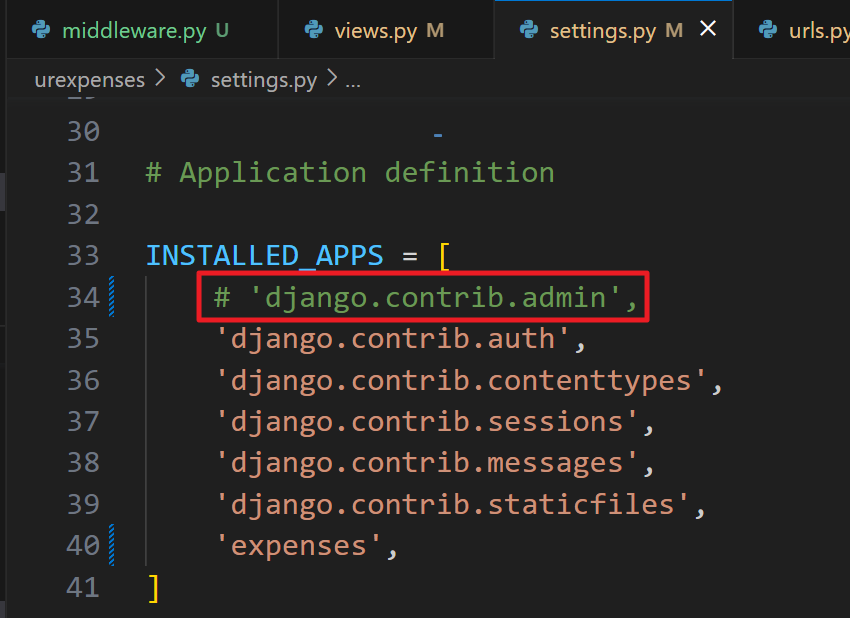 middleware.py U
views.py M
settings.py M
urls.py
urexpenses > settings.py > ...
30
31 # Application definition
32
33 INSTALLED_APPS = [
34 # 'django.contrib.admin',
35 'django.contrib.auth',
36 'django.contrib.contenttypes',
37 'django.contrib.sessions',
38 'django.contrib.messages',
39 'django.contrib.staticfiles',
40 'expenses',
41 ]